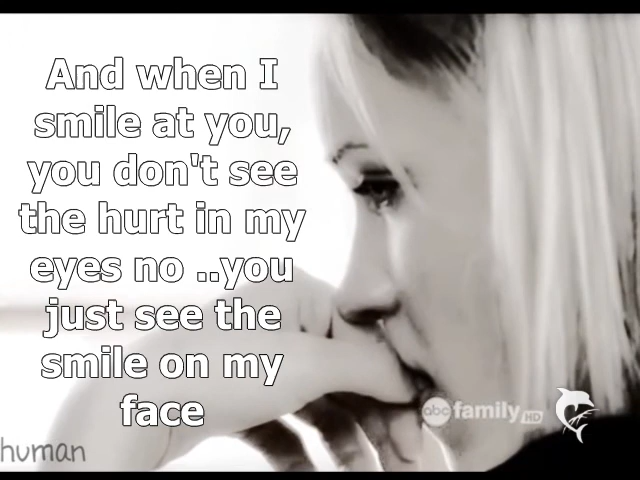 And when I
smile at you,
you don't see
the hurt in my
eyes no ..you
just see the
smile on my
face
abc family HD
human